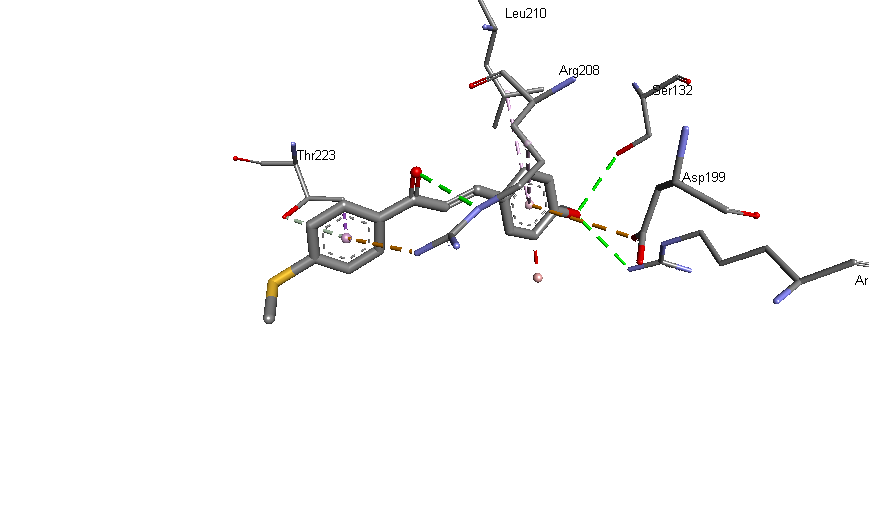 Leu210
Arg208
Ser132
Thr223
Asp199
Ar